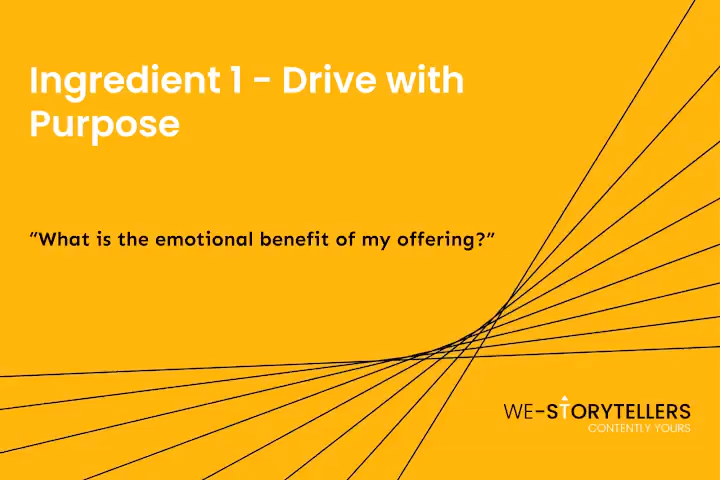 Ingredient 1 - Drive with
Purpose
“What is the emotional benefit of my offering?”
WE-STORYTELLERS
CONTENTLY YOURS